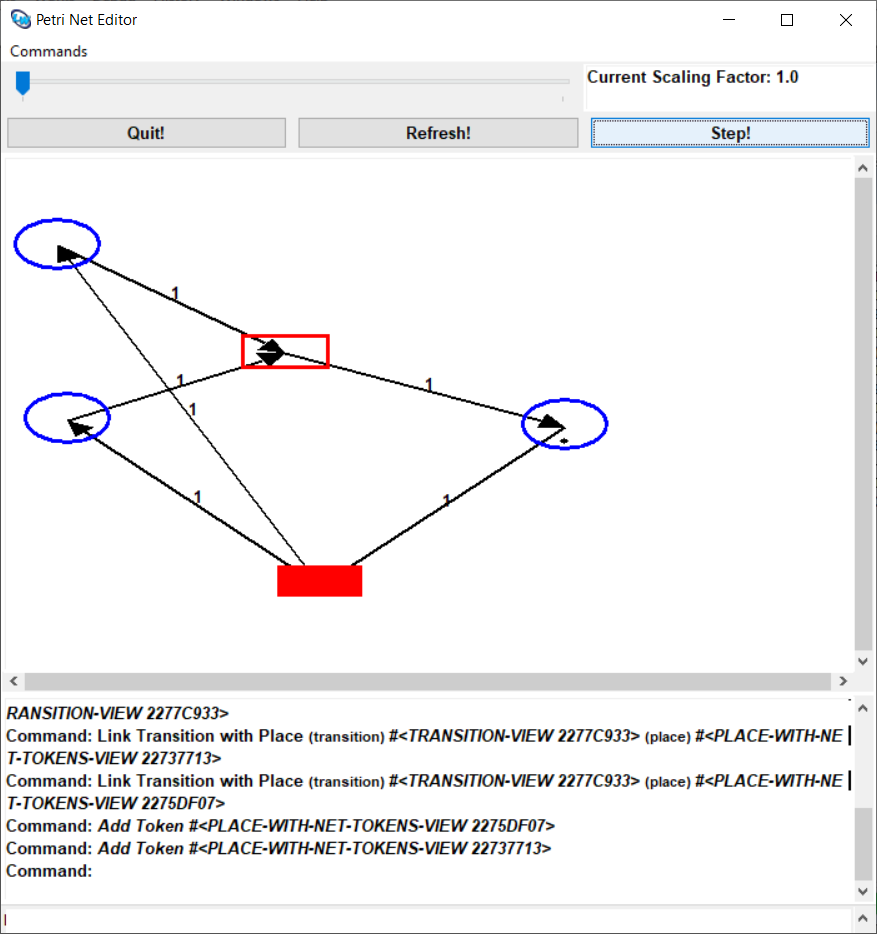 Petri Net Editor
Commands
Current Scaling Factor: 1.0
Quit!
Refresh!
Step!
1
1
1
1
1
1
RANSITION-VIEW 2277C933>
Command: Link Transition with Place (transition) #<TRANSITION-VIEW 2277C933> (place) #<PLACE-WITH-NE
T-TOKENS-VIEW 22737713>
Command: Link Transition with Place (transition) #<TRANSITION-VIEW 2277C933> (place) #<PLACE-WITH-NE
T-TOKENS-VIEW 2275DF07>
Command: Add Token #<PLACE-WITH-NET-TOKENS-VIEW 2275DF07>
Command: Add Token #<PLACE-WITH-NET-TOKENS-VIEW 22737713>
Command: